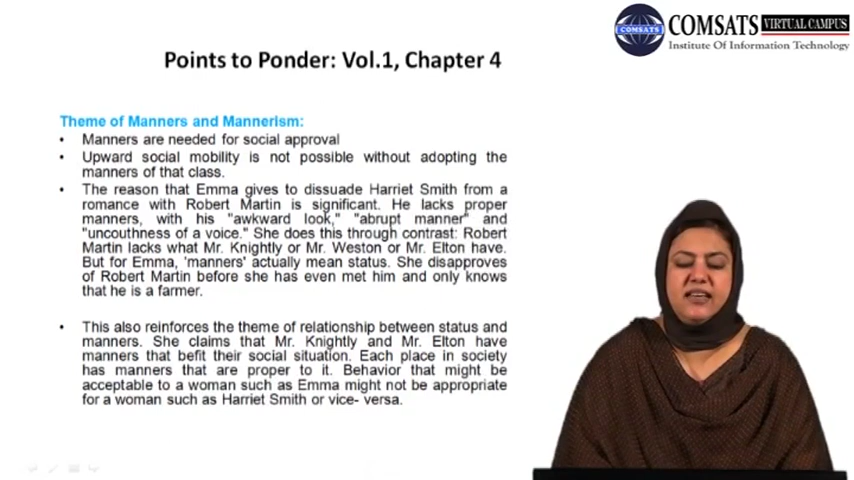 COMSATS VIRTUAL CAMPUS
COMSATS
Institute Of Information Technology
Points to Ponder: Vol.1, Chapter 4
Theme of Manners and Mannerism:
• Manners are needed for social approval
• Upward social mobility is not possible without adopting the
manners of that class.
• The reason that Emma gives to dissuade Harriet Smith from a
romance with Robert Martin is significant. He lacks proper
manners, with his "awkward look," "abrupt manner" and
"uncouthness of a voice." She does this through contrast: Robert
Martin lacks what Mr. Knightly or Mr. Weston or Mr. Elton have.
But for Emma, 'manners' actually mean status. She disapproves
of Robert Martin before she has even met him and only knows
that he is a farmer.
• This also reinforces the theme of relationship between status and
manners. She claims that Mr. Knightly and Mr. Elton have
manners that befit their social situation. Each place in society
has manners that are proper to it. Behavior that might be
acceptable to a woman such as Emma might not be appropriate
for a woman such as Harriet Smith or vice- versa.